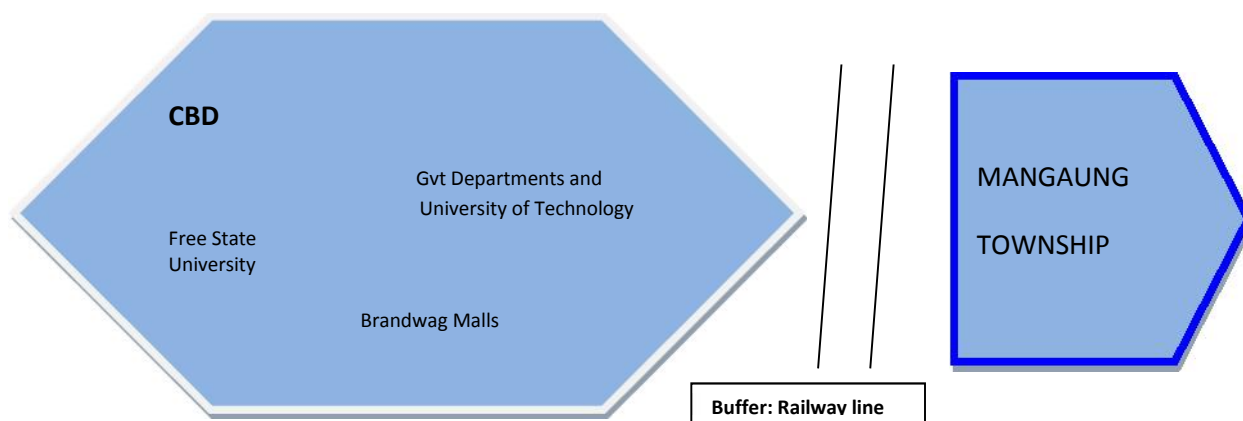 CBD
Gvt Departments and
University of Technology
Free State
University
Brandwag Malls
MANGAUNG
TOWNSHIP
Buffer: Railway line